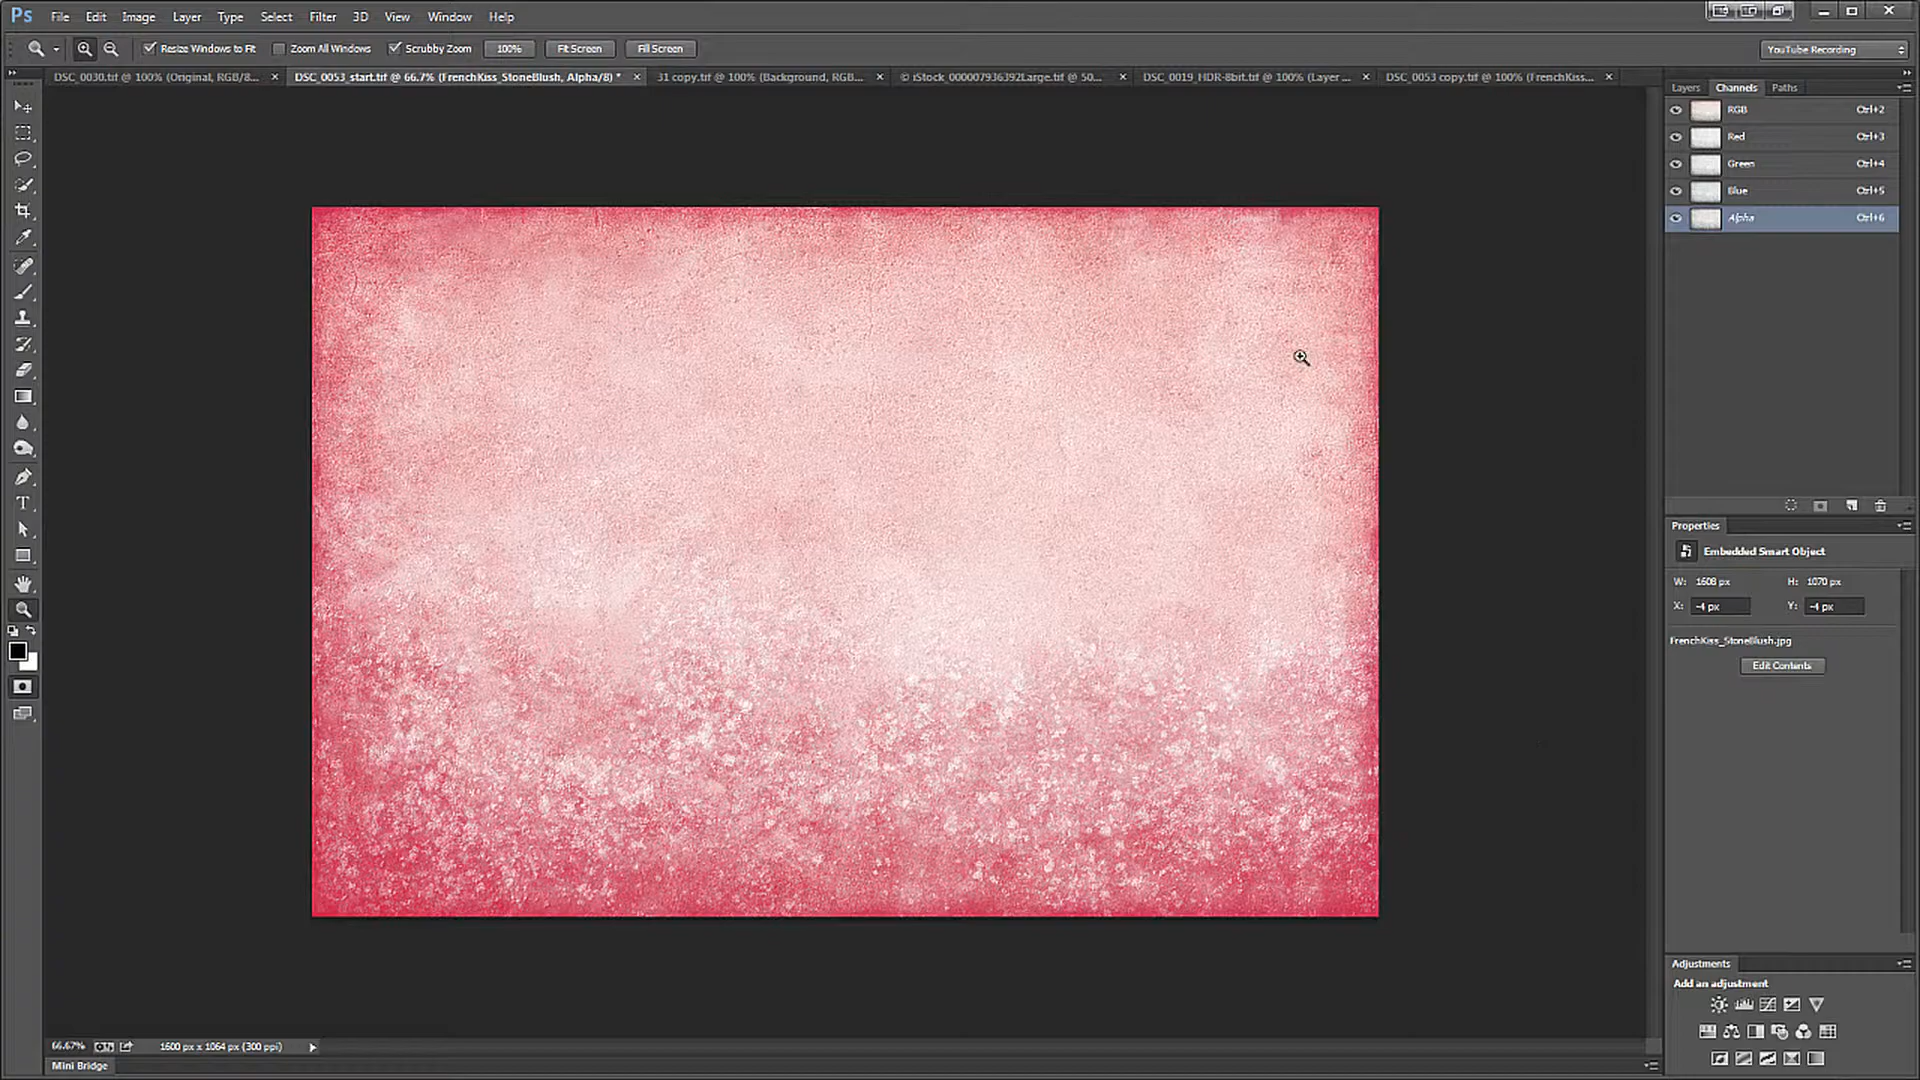 Ps File Edit Image Layer Type Select Filter 3D View Window Help
Resize Windows to Fit Zoom All Windows Scrubby Zoom 100% Fit Screen Fill Screen YouTube Recording
DSC_0030.tif @ 100% (Original, RGB/8... × DSC_0053_start.tif @ 66.7% (FrenchKiss_StoneBlush, Alpha/8) * × 31 copy.tif @ 100% (Background, RGB... × © iStock_000007936392Large.tif @ 50... × DSC_0019_HDR-8bit.tif @ 100% (Layer ... × DSC_0053 copy.tif @ 100% (FrenchKiss... ×
Layers Channels Paths
RGB Ctrl+2
Red Ctrl+3
Green Ctrl+4
Blue Ctrl+5
Alpha Ctrl+6
Properties
Embedded Smart Object
W: 1608 px H: 1070 px
X: -4 px Y: -4 px
FrenchKiss_StoneBlush.jpg
Edit Contents
Adjustments
Add an adjustment
66.67% 1600 px x 1064 px (300 ppi)
Mini Bridge